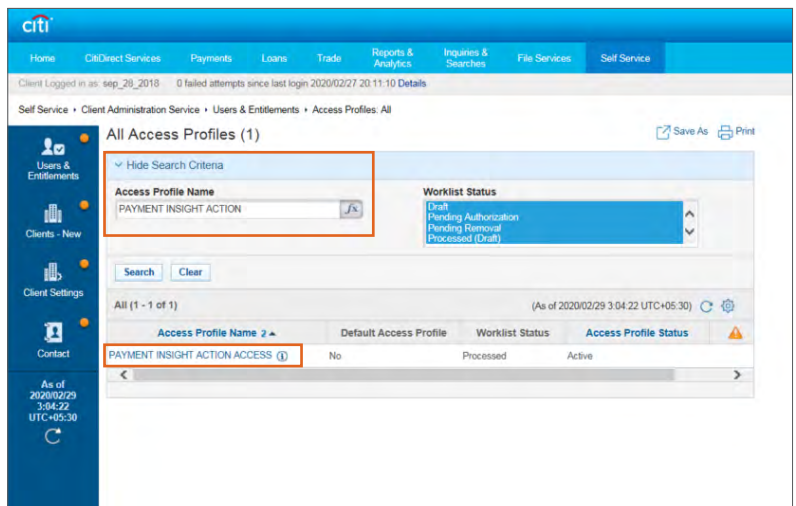 citi
Home CitiDirect Services Payments Loans Trade Reports & Analytics Inquiries & Searches File Services Self Service
Client Logged in as: sep_28_2018 0 failed attempts since last login 2020/02/27 20:11:10 Details
Self Service › Client Administration Service › Users & Entitlements › Access Profiles: All
Users &
Entitlements
Clients - New
Client Settings
Contact
As of
2020/02/29
3:04:22
UTC+05:30
All Access Profiles (1)
Save As Print
Hide Search Criteria
Access Profile Name
PAYMENT INSIGHT ACTION fx
Worklist Status
Draft
Pending Authorization
Pending Removal
Processed (Draft)
Search Clear
All (1 - 1 of 1) (As of 2020/02/29 3:04:22 UTC+05:30)
Access Profile Name 2 Default Access Profile Worklist Status Access Profile Status
PAYMENT INSIGHT ACTION ACCESS No Processed Active